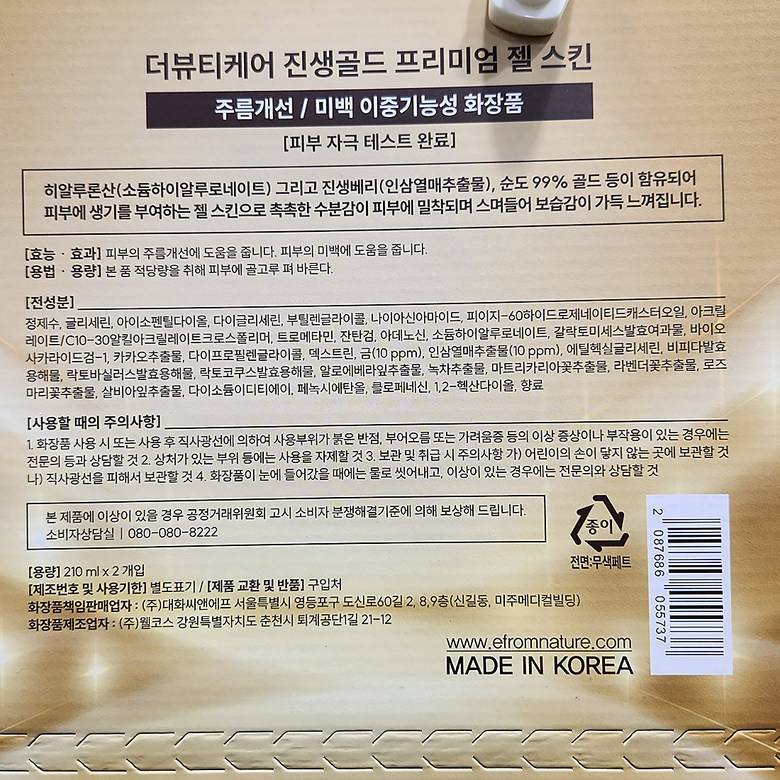 더뷰티케어 진생골드 프리미엄 젤 스킨
주름개선 / 미백 이중기능성 화장품
[피부 자극 테스트 완료]
히알루론산(소듐하이알루로네이트) 그리고 진생베리(인삼열매추출물), 순도 99% 골드 등이 함유되어
피부에 생기를 부여하는 젤 스킨으로 촉촉한 수분감이 피부에 밀착되며 스며들어 보습감이 가득 느껴집니다.
[효능 · 효과] 피부의 주름개선에 도움을 줍니다. 피부의 미백에 도움을 줍니다.
[용법 · 용량] 본 품 적당량을 취해 피부에 골고루 펴 바른다.
[전성분]
정제수, 글리세린, 아이소펜틸다이올, 다이글리세린, 부틸렌글라이콜, 나이아신아마이드, 피이지-60하이드로제네이티드캐스터오일, 아크릴
레이트/C10-30알킬아크릴레이트크로스폴리머, 트로메타민, 잔탄검, 아데노신, 소듐하이알루로네이트, 갈락토미세스발효여과물, 바이오
사카라이드검-1, 카카오추출물, 다이프로필렌글라이콜, 덱스트린, 금(10 ppm), 인삼열매추출물(10 ppm), 에틸헥실글리세린, 비피다발효
용해물, 락토바실러스발효용해물, 락토코쿠스발효용해물, 알로에베라잎추출물, 녹차추출물, 마트리카리아꽃추출물, 라벤더꽃추출물, 로즈
마리꽃추출물, 살비아잎추출물, 다이소듐이디티에이, 페녹시에탄올, 클로페네신, 1,2-헥산다이올, 향료
[사용할 때의 주의사항]
1. 화장품 사용 시 또는 사용 후 직사광선에 의하여 사용부위가 붉은 반점, 부어오름 또는 가려움증 등의 이상 증상이나 부작용이 있는 경우에는
전문의 등과 상담할 것 2. 상처가 있는 부위 등에는 사용을 자제할 것 3. 보관 및 취급 시 주의사항 가) 어린이의 손이 닿지 않는 곳에 보관할 것
나) 직사광선을 피해서 보관할 것 4. 화장품이 눈에 들어갔을 때에는 물로 씻어내고, 이상이 있는 경우에는 전문의와 상담할 것
본 제품에 이상이 있을 경우 공정거래위원회 고시 소비자 분쟁해결기준에 의해 보상해 드립니다.
소비자상담실 | 080-080-8222
종이
전면:무색페트
[용량] 210 ml x 2 개입
[제조번호 및 사용기한] 별도표기 / [제품 교환 및 반품] 구입처
화장품책임판매업자 : (주)대화씨앤에프 서울특별시 영등포구 도신로60길 2, 8,9층(신길동, 미주메디컬빌딩)
화장품제조업자 : (주)웰코스 강원특별자치도 춘천시 퇴계공단1길 21-12
www.efromnature.com
MADE IN KOREA
2 087686 055737